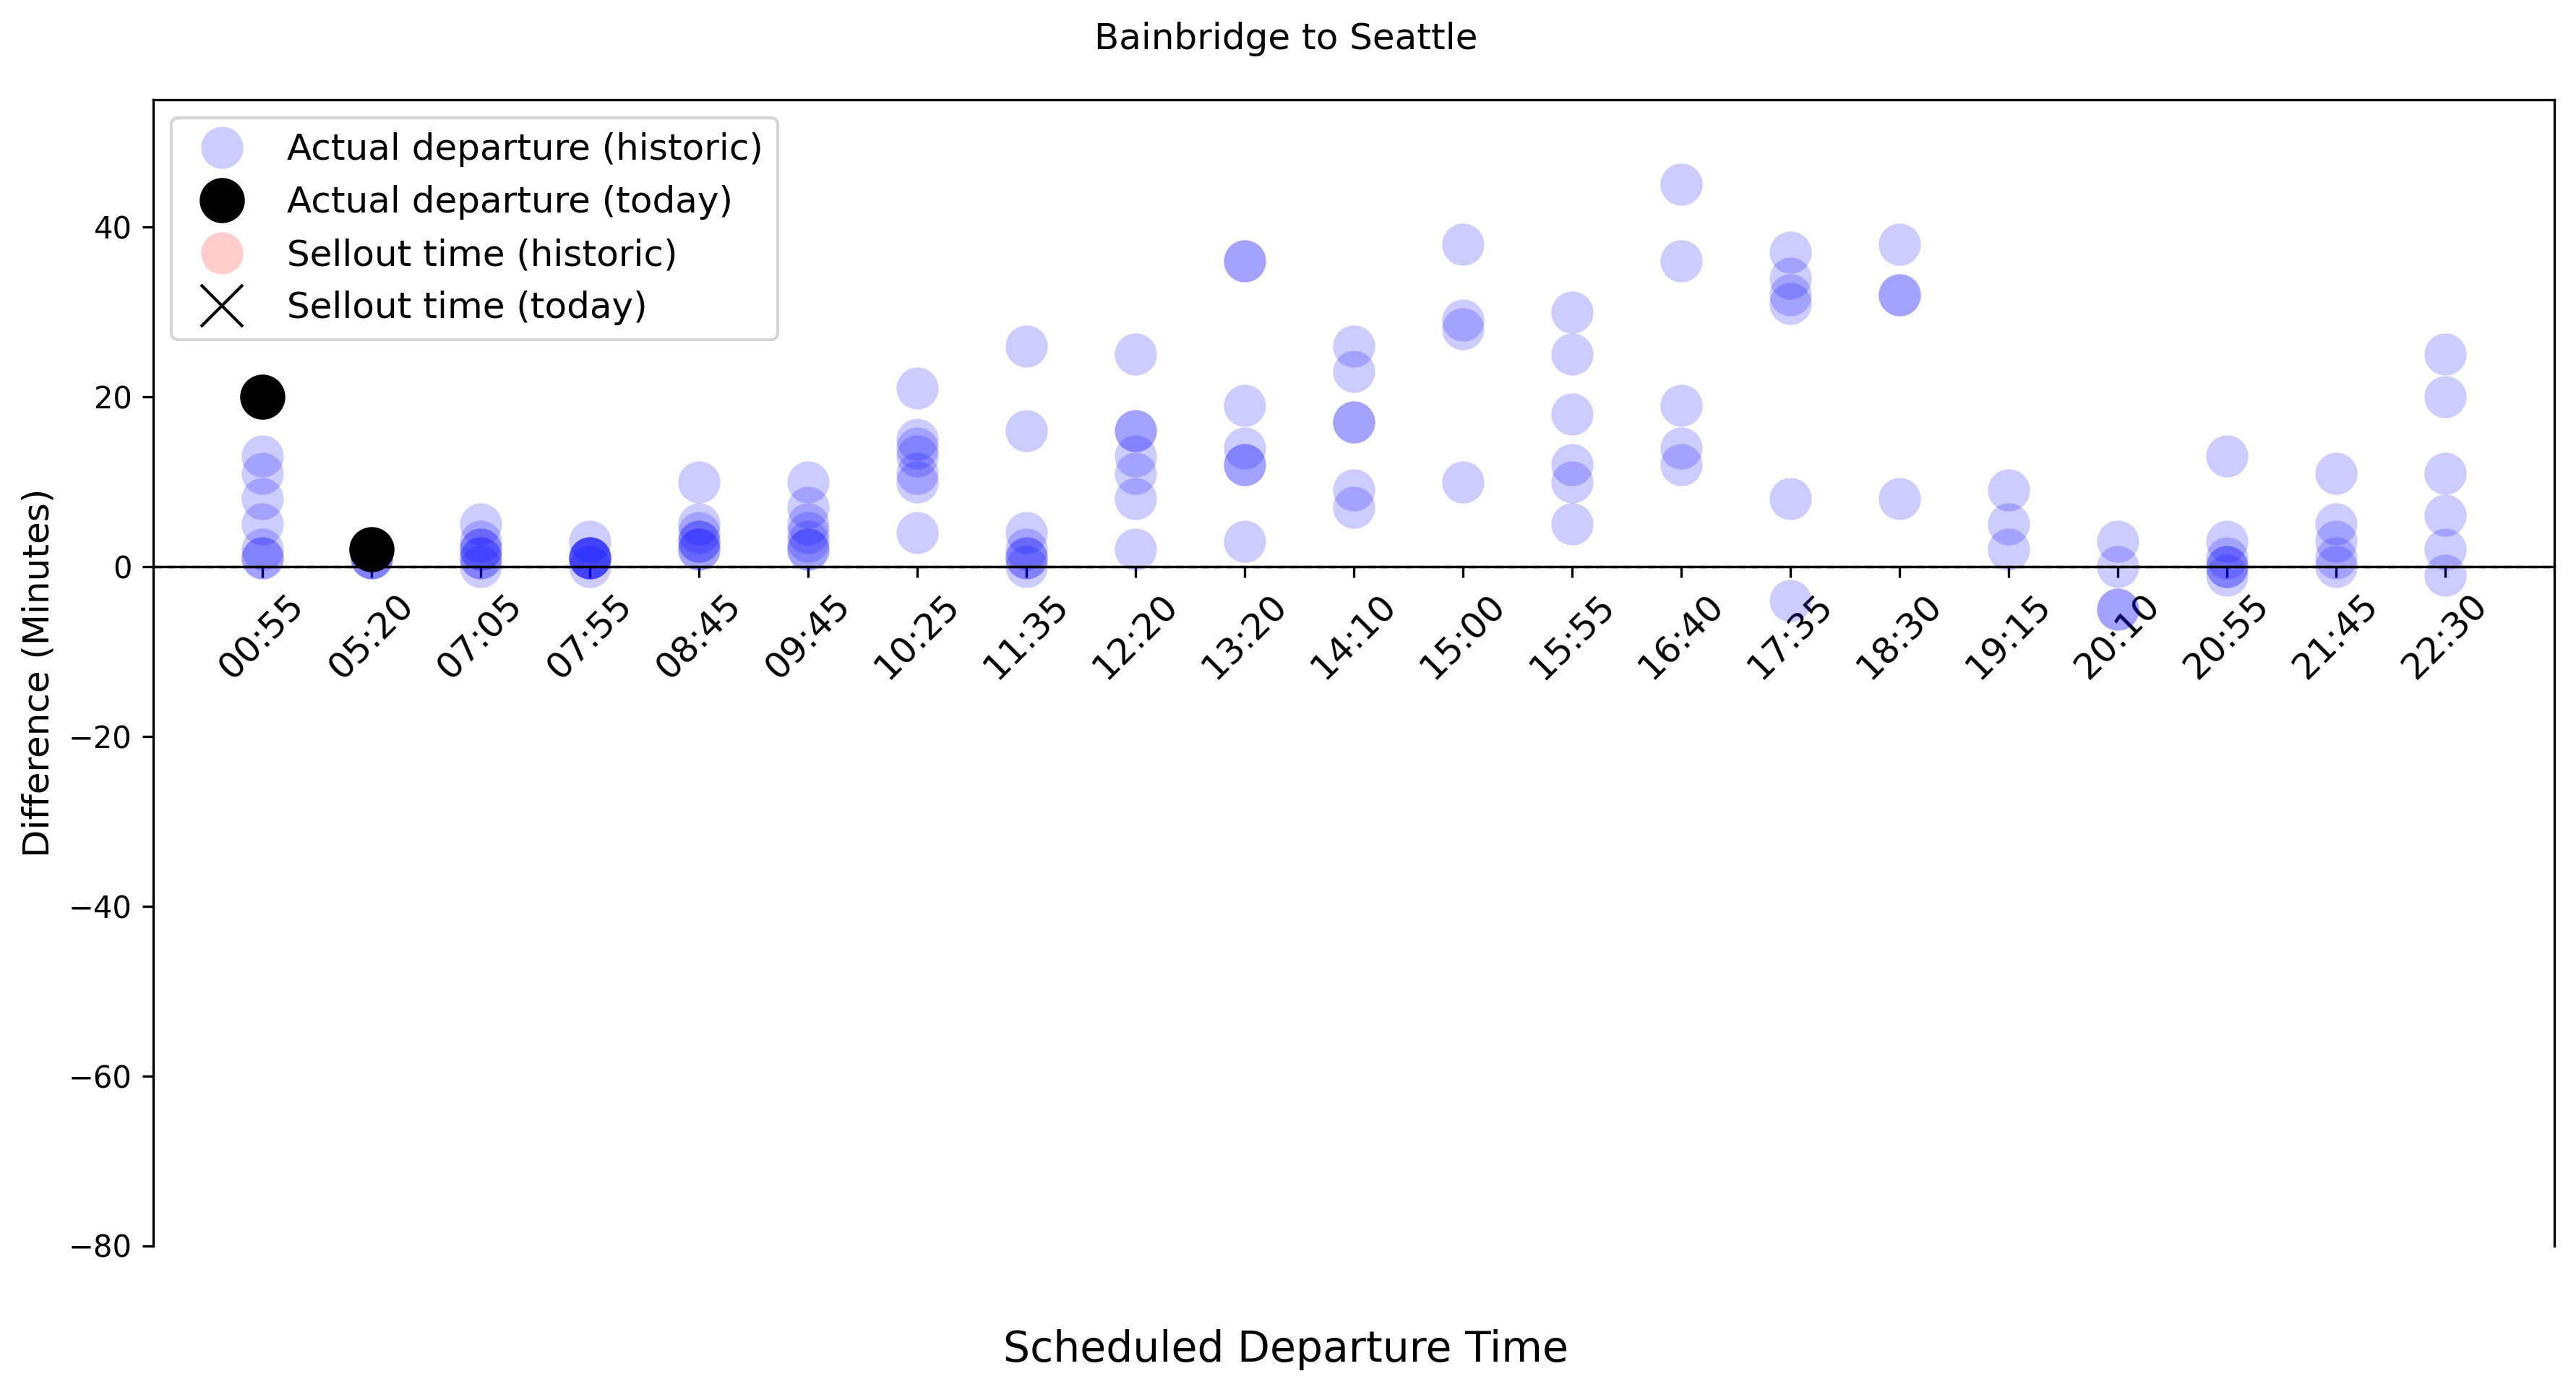 Bainbridge to Seattle
Actual departure (historic)
Actual departure (today)
Sellout time (historic)
Sellout time (today)
Difference (Minutes)
40
20
0
−20
−40
−60
−80
00:55 05:20 07:05 07:55 08:45 09:45 10:25 11:35 12:20 13:20 14:10 15:00 15:55 16:40 17:35 18:30 19:15 20:10 20:55 21:45 22:30
Scheduled Departure Time